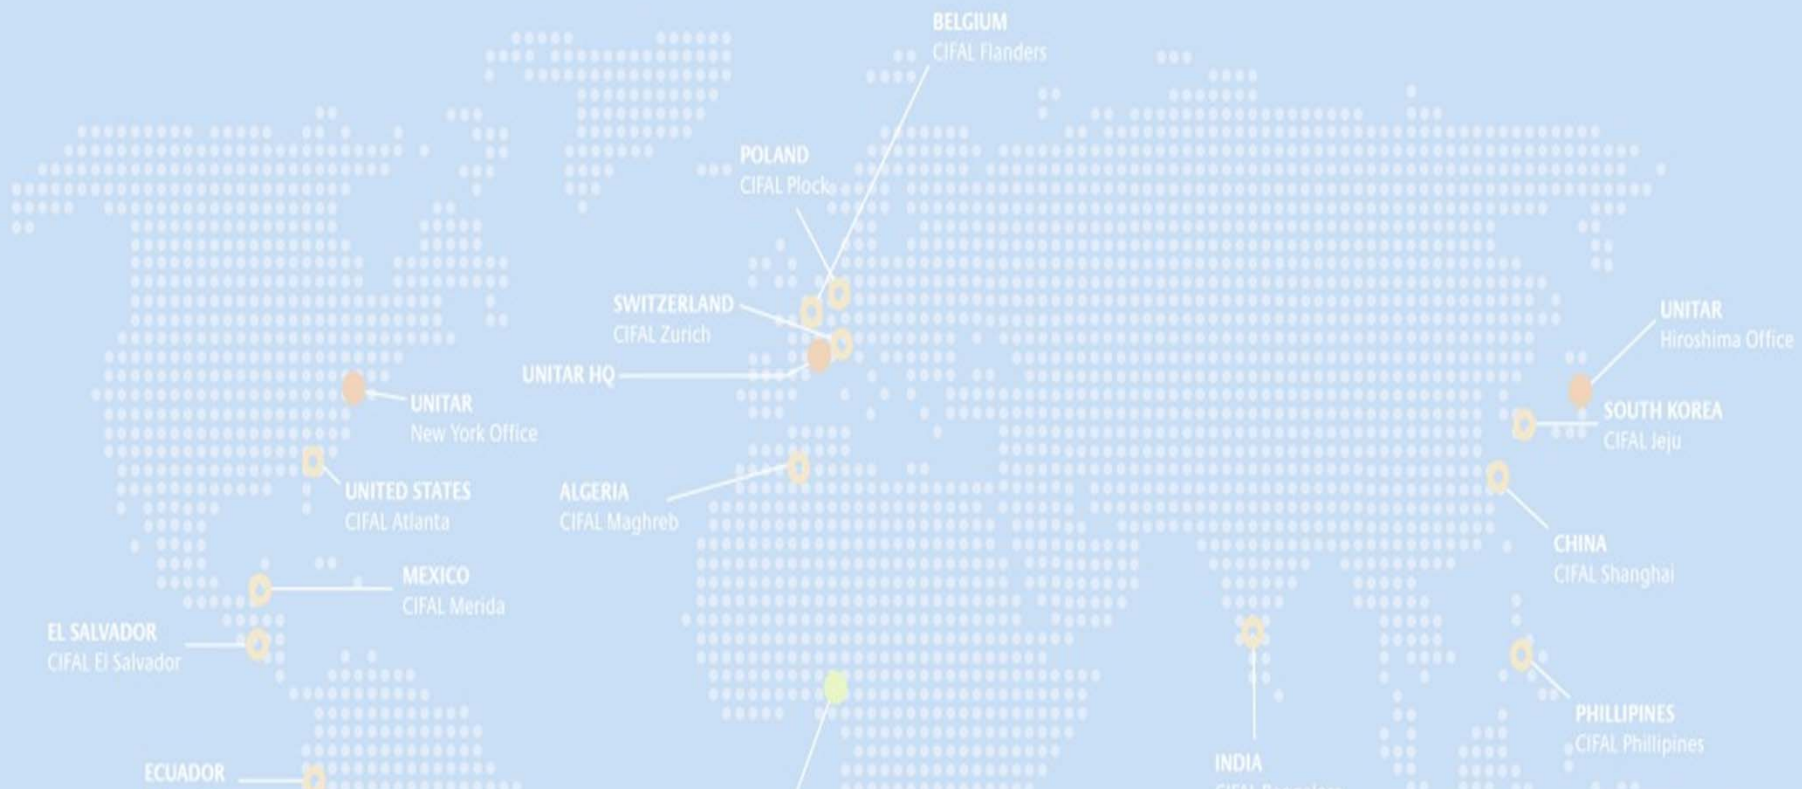 BELGIUM
CIFAL Flanders
POLAND
CIFAL Plock
SWITZERLAND
CIFAL Zurich
UNITAR HQ
UNITAR
Hiroshima Office
UNITAR
New York Office
SOUTH KOREA
CIFAL Jeju
UNITED STATES
CIFAL Atlanta
ALGERIA
CIFAL Maghreb
CHINA
CIFAL Shanghai
MEXICO
CIFAL Merida
EL SALVADOR
CIFAL El Salvador
PHILLIPINES
CIFAL Phillipines
INDIA
ECUADOR